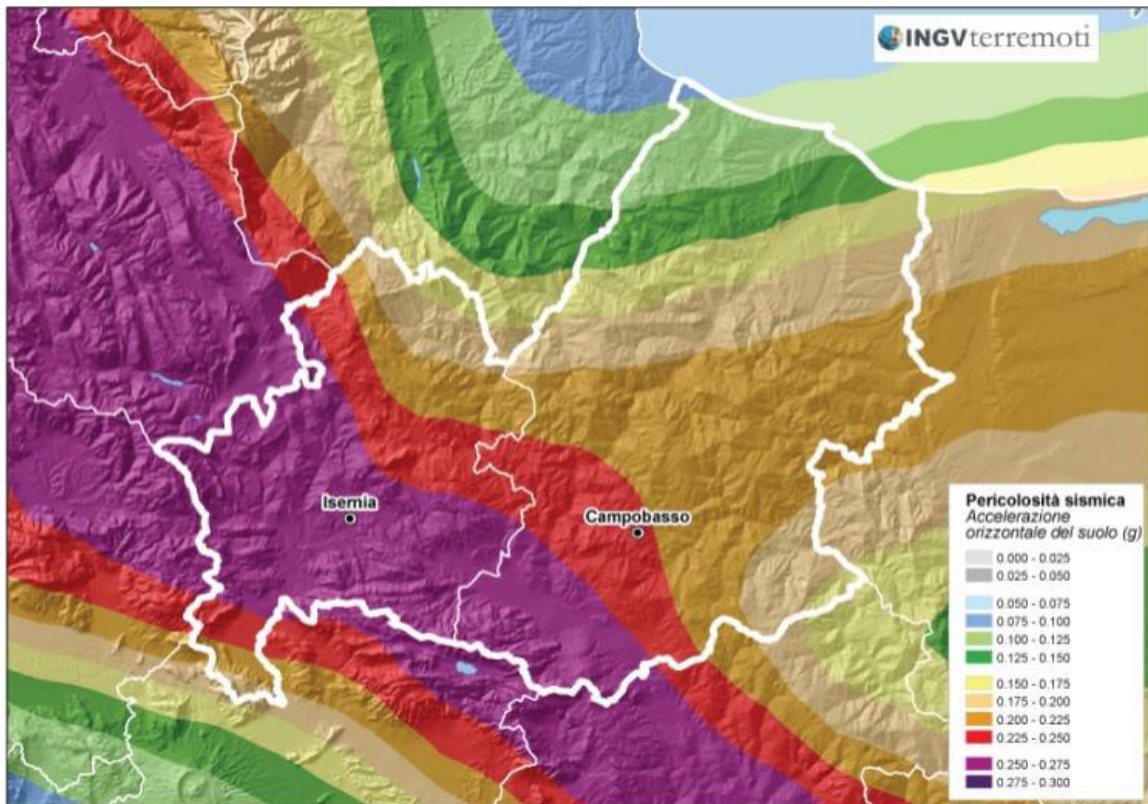 INGVterremoti
Isernia
Campobasso
Pericolosità sismica
Accelerazione
orizzontale del suolo (g)
0.000 - 0.025
0.025 - 0.050
0.050 - 0.075
0.075 - 0.100
0.100 - 0.125
0.125 - 0.150
0.150 - 0.175
0.175 - 0.200
0.200 - 0.225
0.225 - 0.250
0.250 - 0.275
0.275 - 0.300